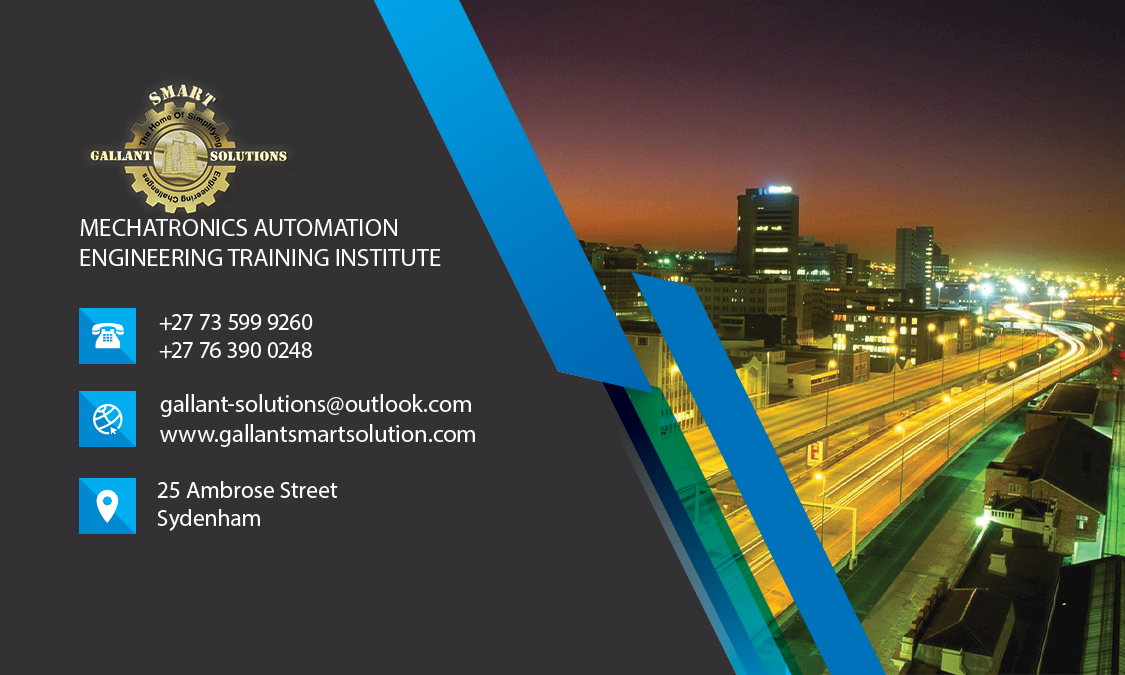 SMART
The Home Of Simplifying
GALLANT SOLUTIONS
Engineering Challenges
MECHATRONICS AUTOMATION
ENGINEERING TRAINING INSTITUTE
+27 73 599 9260
+27 76 390 0248
gallant-solutions@outlook.com
www.gallantsmartsolution.com
25 Ambrose Street
Sydenham